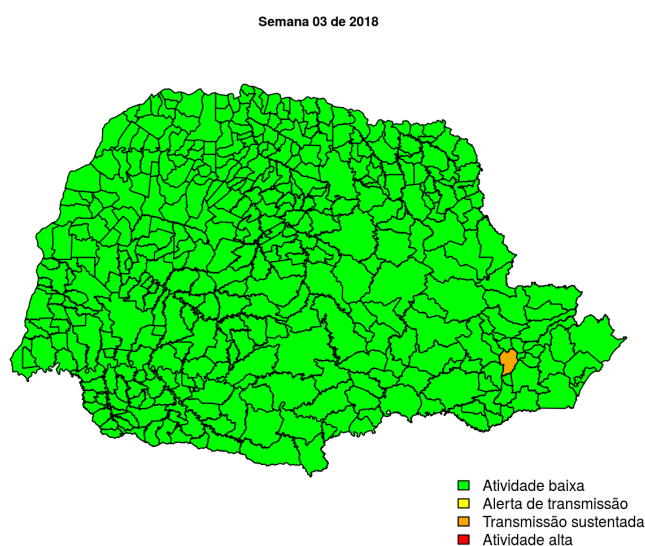 Semana 03 de 2018
Atividade baixa
Alerta de transmissão
Transmissão sustentada
Atividade alta